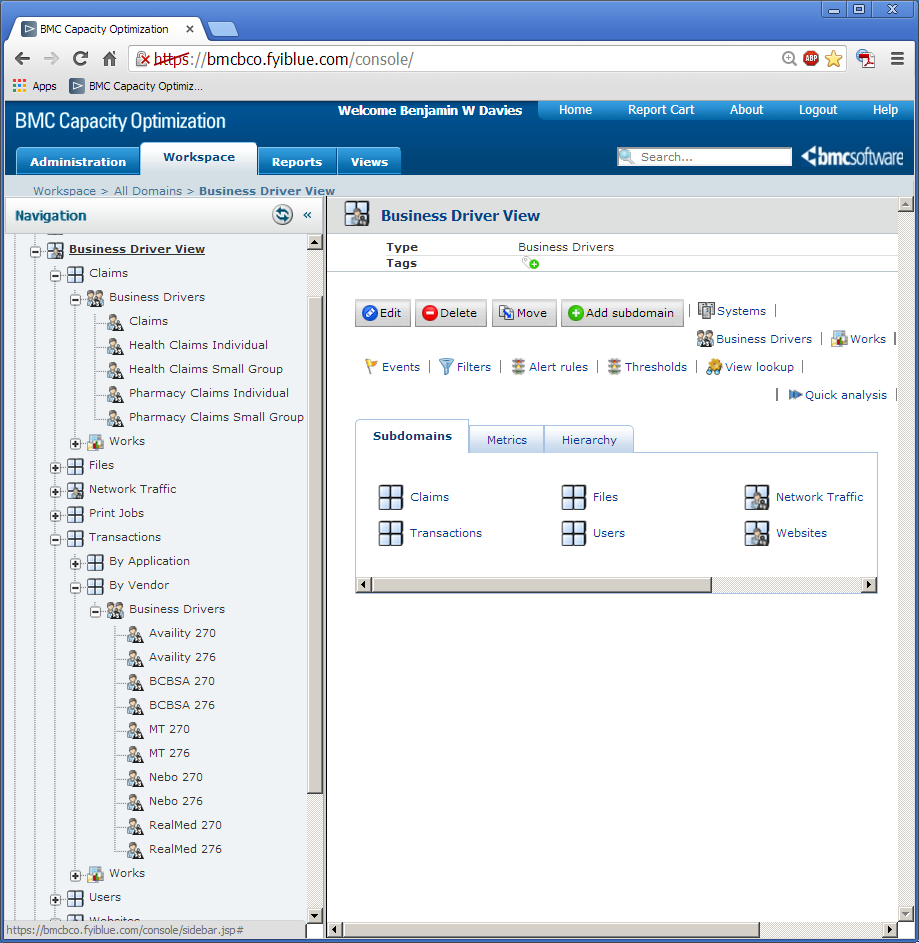 BMC Capacity Optimization
https://bmcbco.fyiblue.com/console/
ABP
Apps BMC Capacity Optimiz...
BMC Capacity Optimization
Welcome Benjamin W Davies Home Report Cart About Logout Help
Administration Workspace Reports Views
Search...
bmcsoftware
Workspace > All Domains > Business Driver View
Navigation «
Business Driver View
Claims
Business Drivers
Claims
Health Claims Individual
Health Claims Small Group
Pharmacy Claims Individual
Pharmacy Claims Small Group
Works
Files
Network Traffic
Print Jobs
Transactions
By Application
By Vendor
Business Drivers
Availity 270
Availity 276
BCBSA 270
BCBSA 276
MT 270
MT 276
Nebo 270
Nebo 276
RealMed 270
RealMed 276
Works
Users
Websites
https://bmcbco.fyiblue.com/console/sidebar.jsp#
Business Driver View
Type Business Drivers
Tags
Edit Delete Move Add subdomain | Systems |
Business Drivers | Works |
Events | Filters | Alert rules | Thresholds | View lookup |
| Quick analysis |
Subdomains Metrics Hierarchy
Claims Files Network Traffic
Transactions Users Websites